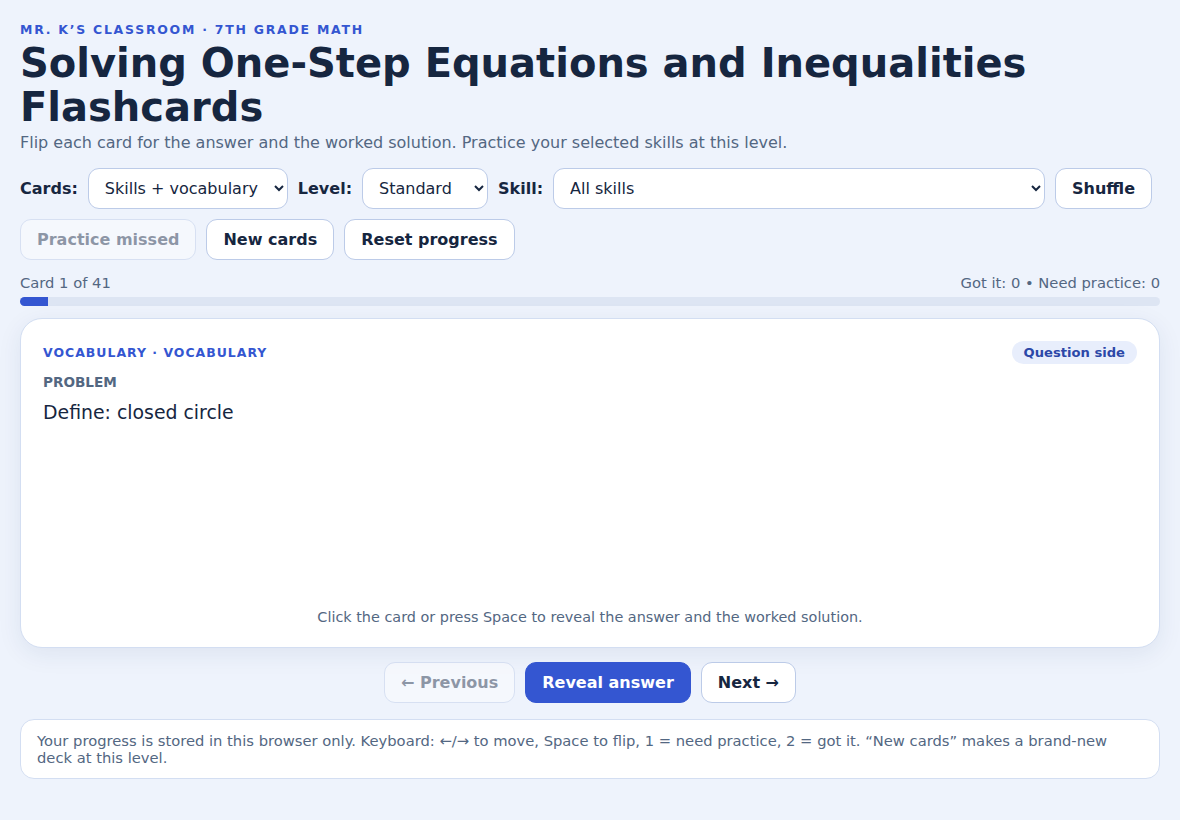 MR. K’S CLASSROOM · 7TH GRADE MATH
Solving One-Step Equations and Inequalities
Flashcards
Flip each card for the answer and the worked solution. Practice your selected skills at this level.
Cards: Skills + vocabulary Level: Standard Skill: All skills Shuffle
Practice missed New cards Reset progress
Card 1 of 41 Got it: 0 • Need practice: 0
VOCABULARY · VOCABULARY Question side
PROBLEM
Define: closed circle
Click the card or press Space to reveal the answer and the worked solution.
← Previous Reveal answer Next →
Your progress is stored in this browser only. Keyboard: ←/→ to move, Space to flip, 1 = need practice, 2 = got it. “New cards” makes a brand-new
deck at this level.